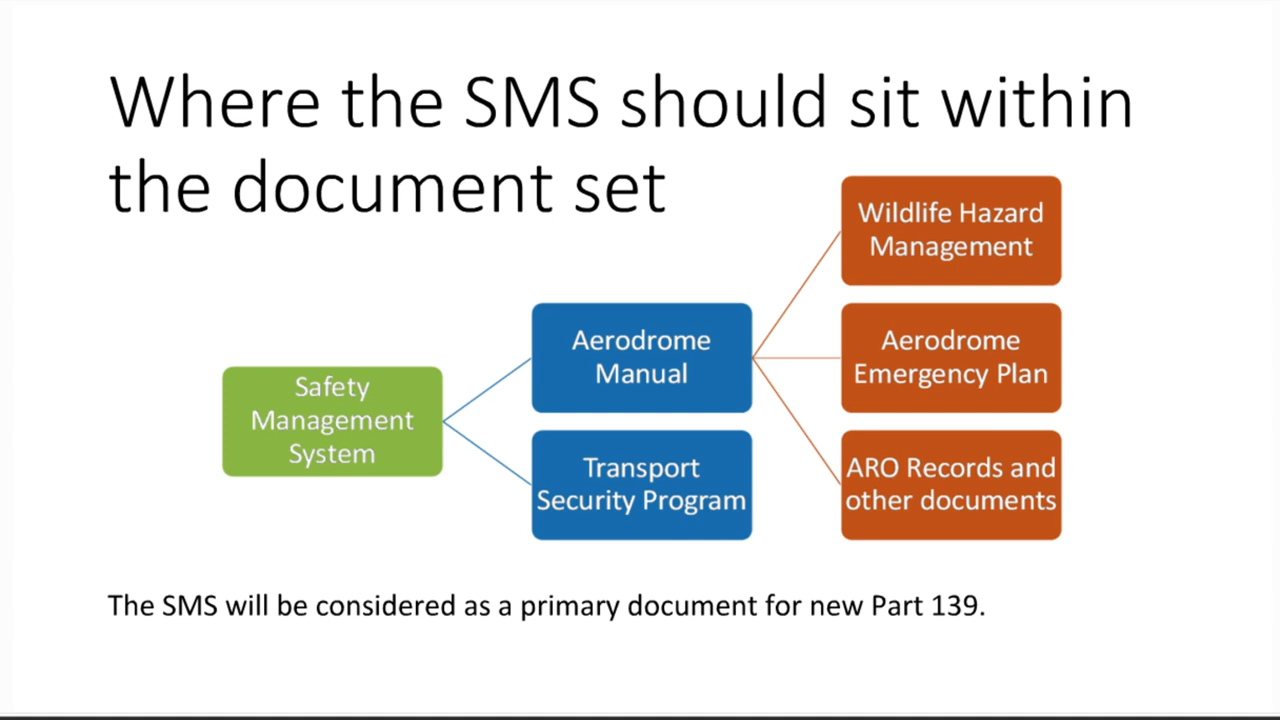 Where the SMS should sit within
the document set
Safety
Management
System
Aerodrome
Manual
Transport
Security Program
Wildlife Hazard
Management
Aerodrome
Emergency Plan
ARO Records and
other documents
The SMS will be considered as a primary document for new Part 139.